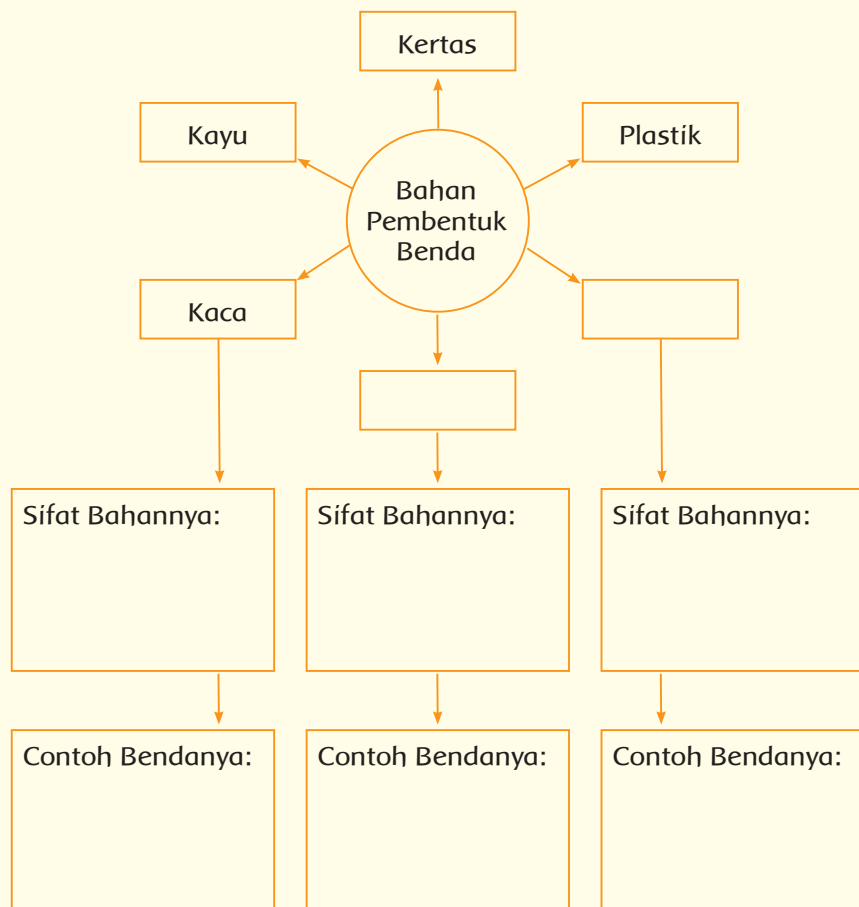 Kertas
Kayu
Plastik
Bahan
Pembentuk
Benda
Kaca
Sifat Bahannya:
Sifat Bahannya:
Sifat Bahannya:
Contoh Bendanya:
Contoh Bendanya:
Contoh Bendanya: